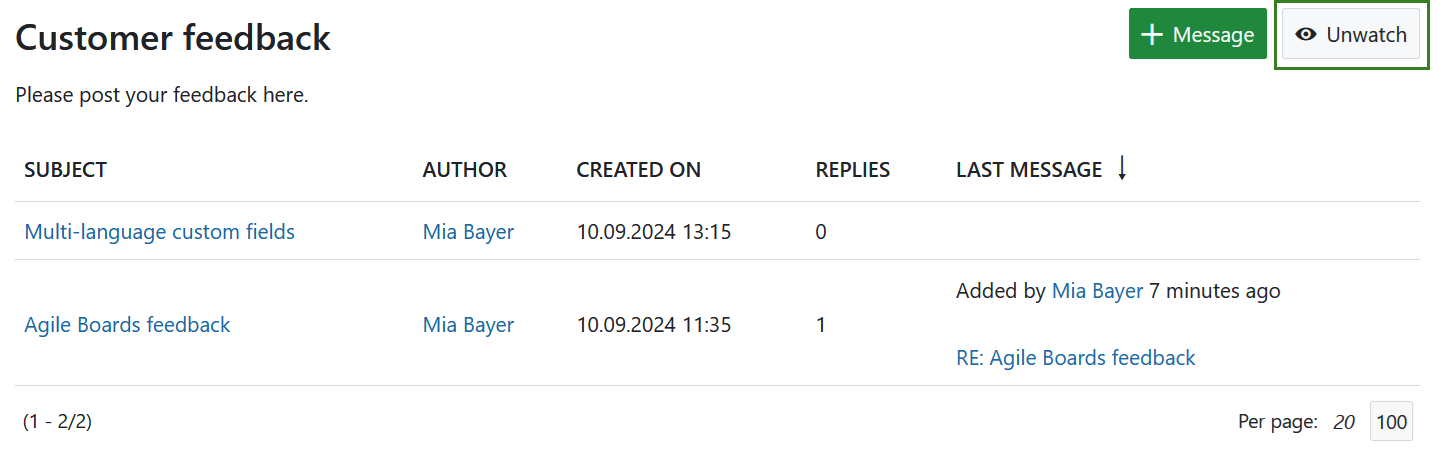 Customer feedback
+ Message
Unwatch
Please post your feedback here.
SUBJECT AUTHOR CREATED ON REPLIES LAST MESSAGE ↓
Multi-language custom fields Mia Bayer 10.09.2024 13:15 0
Added by Mia Bayer 7 minutes ago
Agile Boards feedback Mia Bayer 10.09.2024 11:35 1
RE: Agile Boards feedback
(1 - 2/2) Per page: 20 100